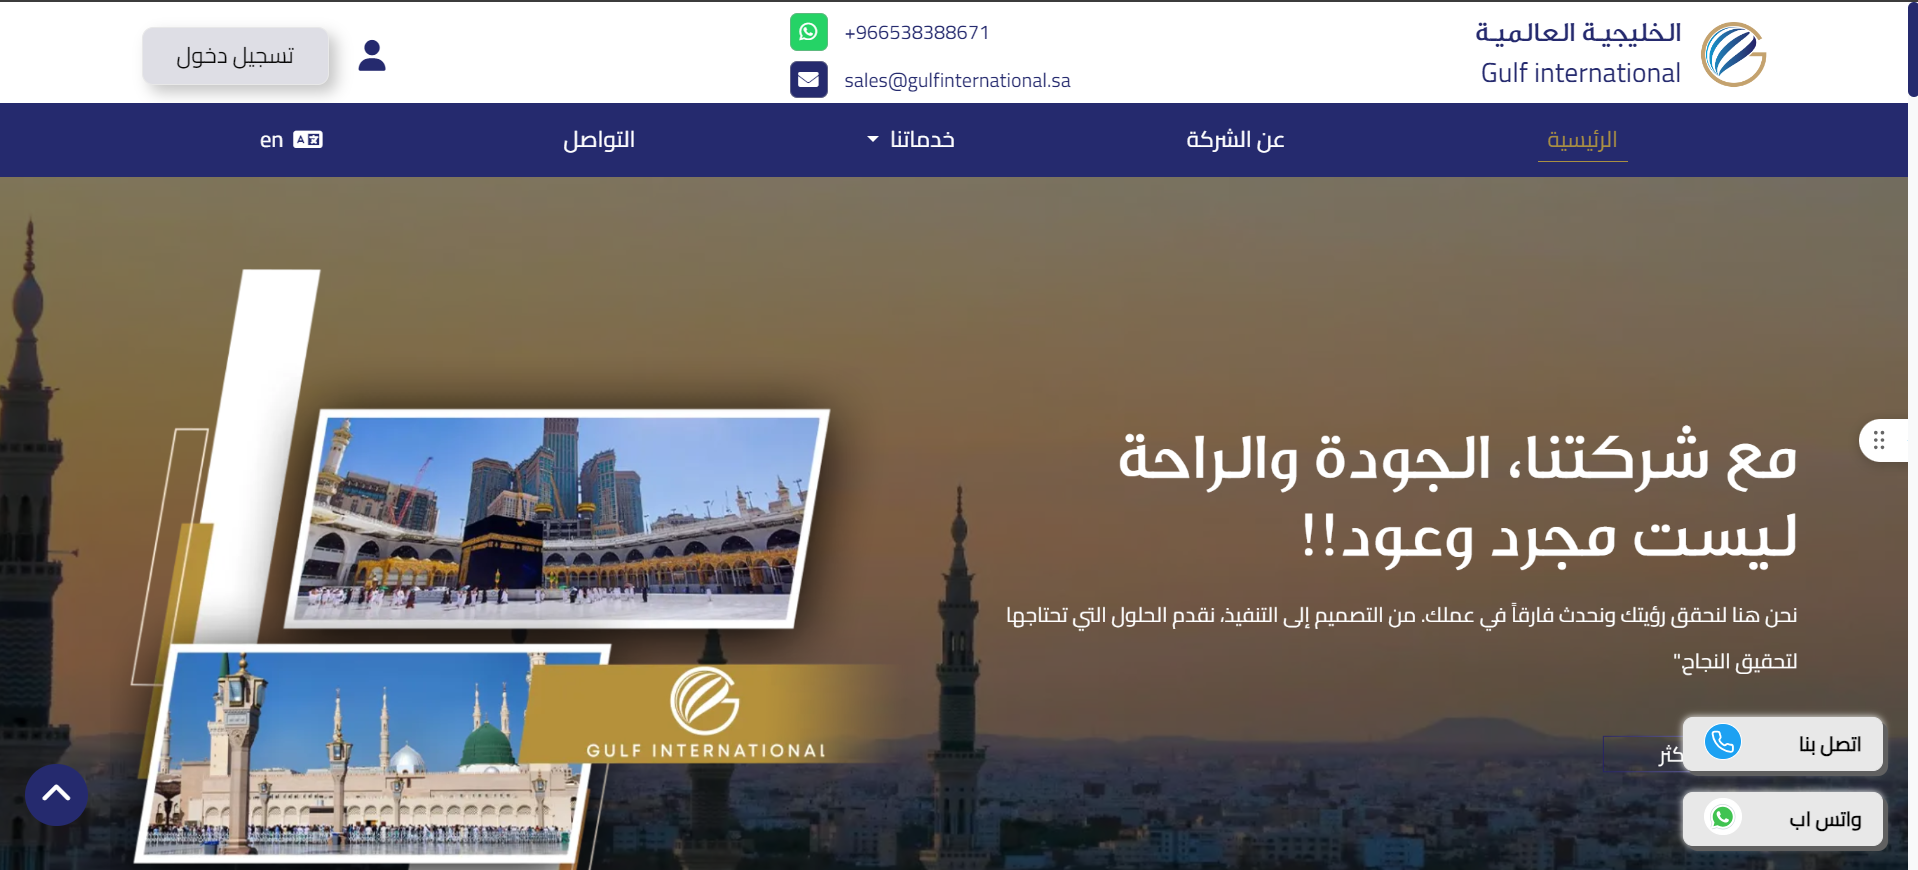 الخليجية العالمية
Gulf international
+966538388671
sales@gulfinternational.sa
تسجيل دخول
الرئيسية
عن الشركة
خدماتنا
التواصل
en
مع شركتنا، الجودة والراحة
ليست مجرد وعود!!
نحن هنا لنحقق رؤيتك ونحدث فارقاً في عملك. من التصميم إلى التنفيذ، نقدم الحلول التي تحتاجها
لتحقيق النجاح."
GULF INTERNATIONAL
اتصل بنا
واتس اب